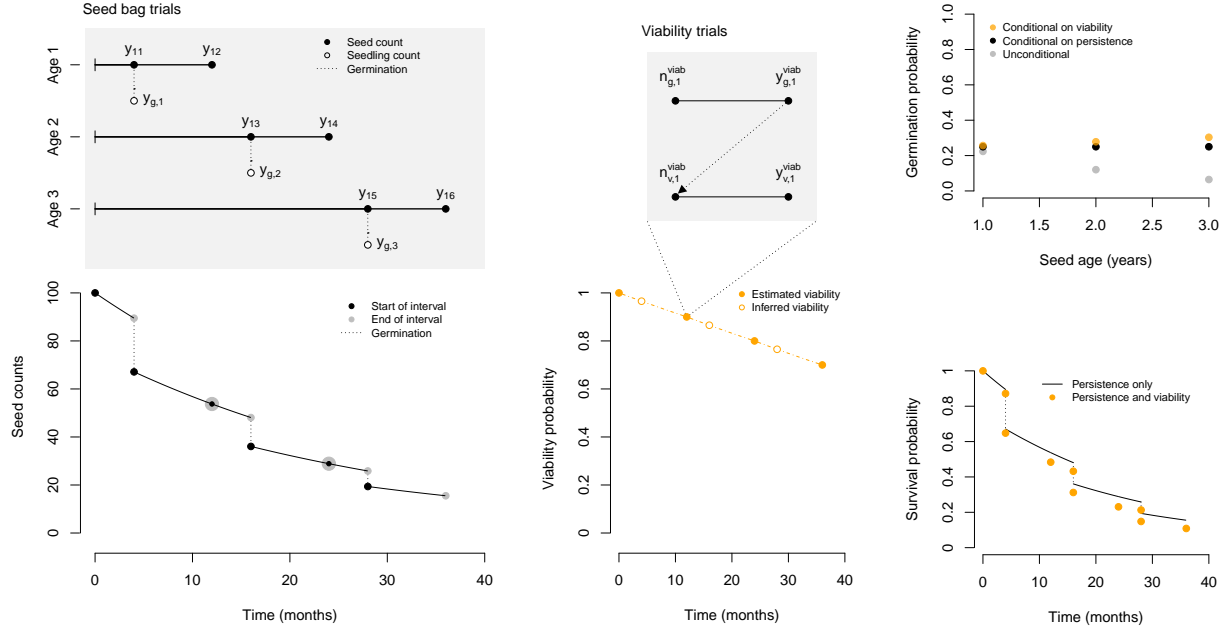 Seed bag trials
Age 1
Age 2
Age 3
y11
y12
yg,1
y13
y14
yg,2
y15
y16
yg,3
Seed count
Seedling count
Germination
Seed counts
0
20
40
60
80
100
Start of interval
End of interval
Germination
0
10
20
30
40
Time (months)
Viability trials
n^viab_g,1
y^viab_g,1
n^viab_v,1
y^viab_v,1
Viability probability
0
0.2
0.4
0.6
0.8
1
Estimated viability
Inferred viability
0
10
20
30
40
Time (months)
Germination probability
0.0
0.2
0.4
0.6
0.8
1.0
Conditional on viability
Conditional on persistence
Unconditional
1.0
1.5
2.0
2.5
3.0
Seed age (years)
Survival probability
0
0.2
0.4
0.6
0.8
1
Persistence only
Persistence and viability
0
10
20
30
40
Time (months)